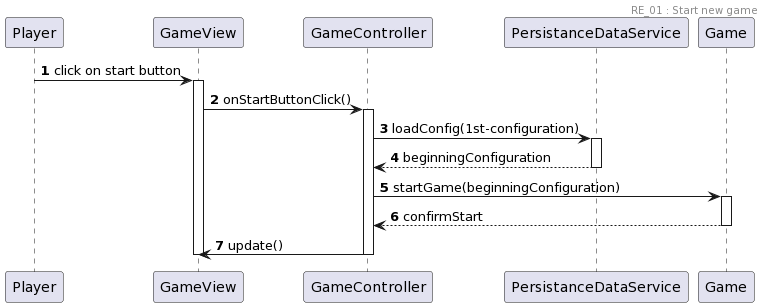 RE_01 : Start new game
Player GameView GameController PersistanceDataService Game
1 click on start button
2 onStartButtonClick()
3 loadConfig(1st-configuration)
4 beginningConfiguration
5 startGame(beginningConfiguration)
6 confirmStart
7 update()
Player GameView GameController PersistanceDataService Game